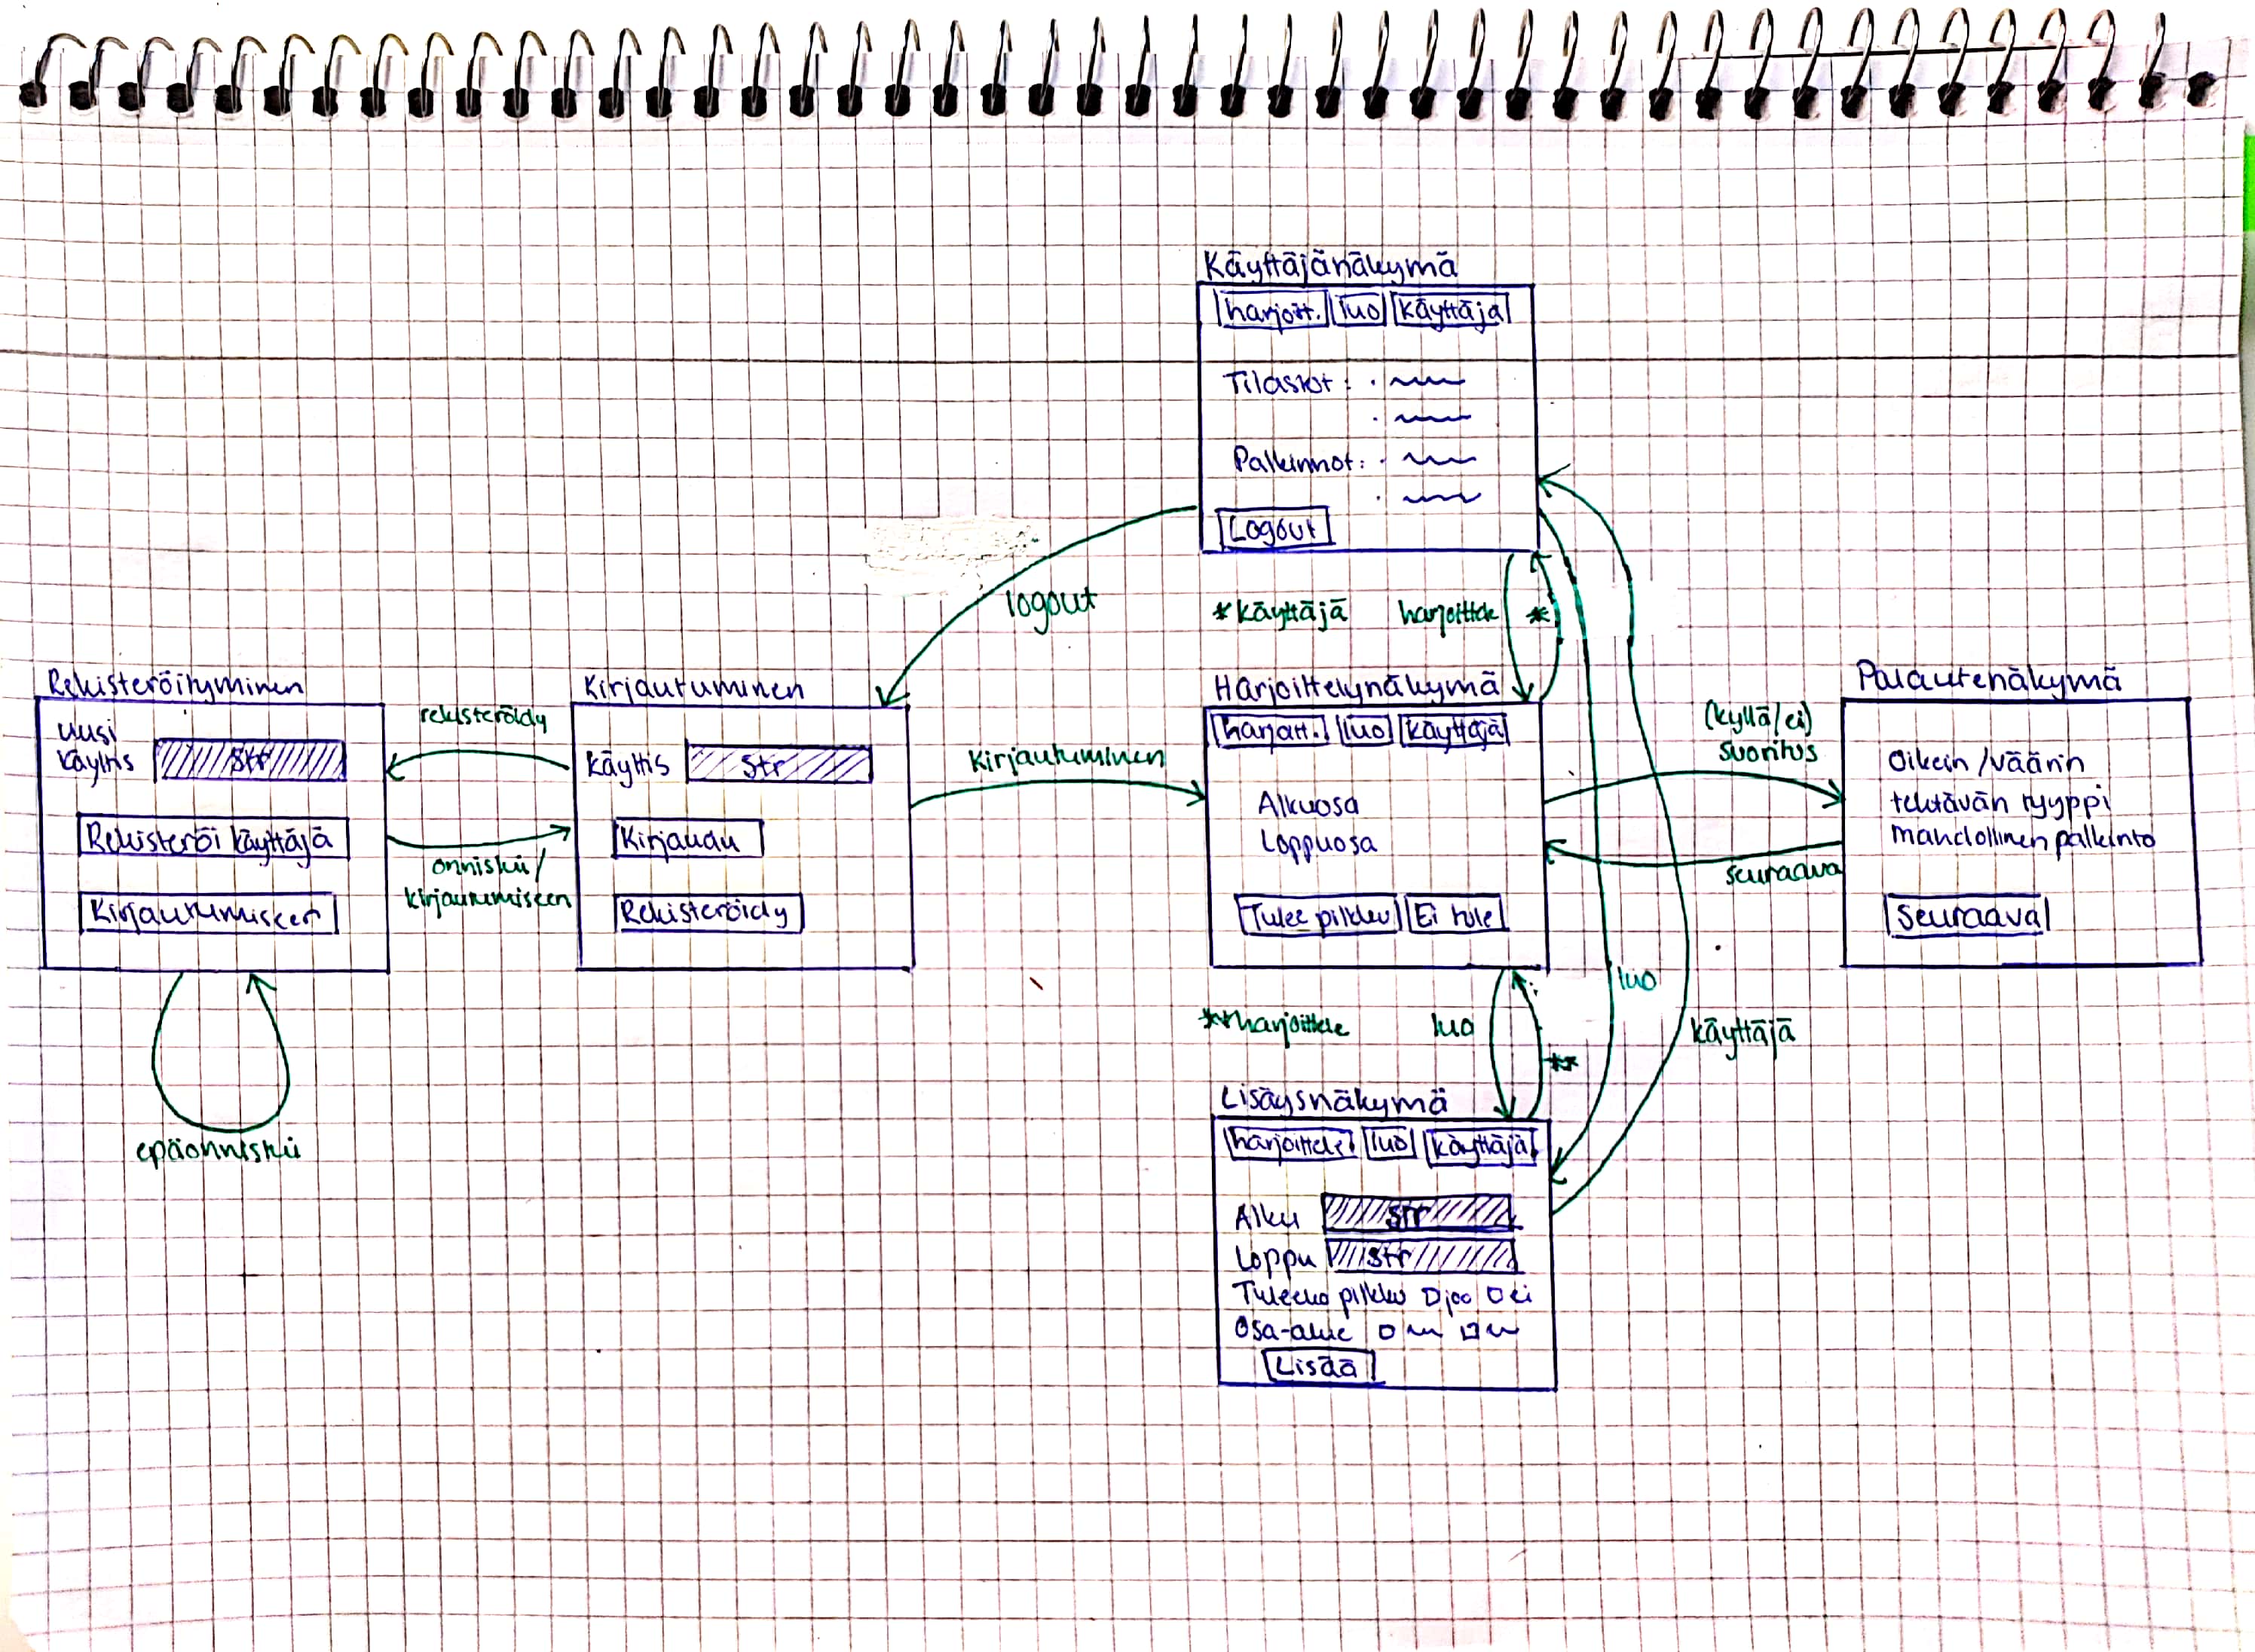 Käyttäjänäkymä
harjott. luo Käyttäjä
Tilastot:
Palkinnot:
Logout
logout
*Käyttäjä harjoittele *
Rekisteröityminen
uusi
käyttis str
Rekisteröi käyttäjä
Kirjautumiseen
rekisteröidy
onnistui/
kirjautumiseen
epäonnistui
Kirjautuminen
käyttis str
Kirjaudu
Rekisteröidy
Kirjautuminen
Harjoittelynäkymä
harjott. luo käyttäjä
Alkuosa
Loppuosa
Tulee pilkku Ei tule
(kyllä/ei)
suoritus
seuraava
Palautenäkymä
Oikein/väärin
tehtävän tyyppi
mahdollinen palkinto
Seuraava
**harjoittele luo **
luo
käyttäjä
Lisäysnäkymä
harjoittele luo käyttäjä
Alku str
Loppu str
Tuleeko pilkku joo ei
Osa-alue
Lisää